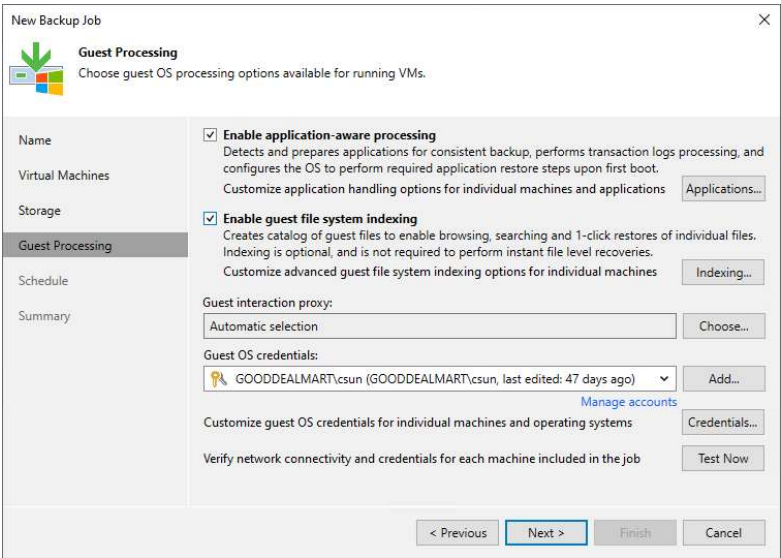 New Backup Job
Guest Processing
Choose guest OS processing options available for running VMs.
Name
Virtual Machines
Storage
Guest Processing
Schedule
Summary
Enable application-aware processing
Detects and prepares applications for consistent backup, performs transaction logs processing, and
configures the OS to perform required application restore steps upon first boot.
Customize application handling options for individual machines and applications
Applications...
Enable guest file system indexing
Creates catalog of guest files to enable browsing, searching and 1-click restores of individual files.
Indexing is optional, and is not required to perform instant file level recoveries.
Customize advanced guest file system indexing options for individual machines
Indexing...
Guest interaction proxy:
Automatic selection
Choose...
Guest OS credentials:
GOODDEALMART\csun (GOODDEALMART\csun, last edited: 47 days ago)
Add...
Manage accounts
Customize guest OS credentials for individual machines and operating systems
Credentials...
Verify network connectivity and credentials for each machine included in the job
Test Now
< Previous
Next >
Finish
Cancel